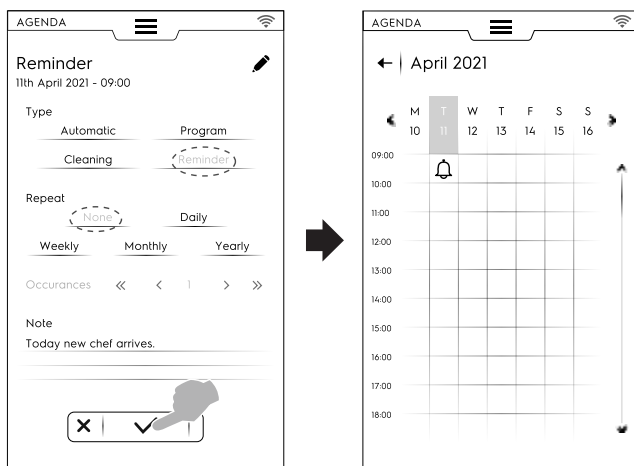 AGENDA
Reminder
11th April 2021 - 09:00
Type
Automatic Program
Cleaning Reminder
Repeat
None Daily
Weekly Monthly Yearly
Occurances « < 1 > »
Note
Today new chef arrives.
AGENDA
April 2021
M T W T F S S
10 11 12 13 14 15 16
09:00
10:00
11:00
12:00
13:00
14:00
15:00
16:00
17:00
18:00